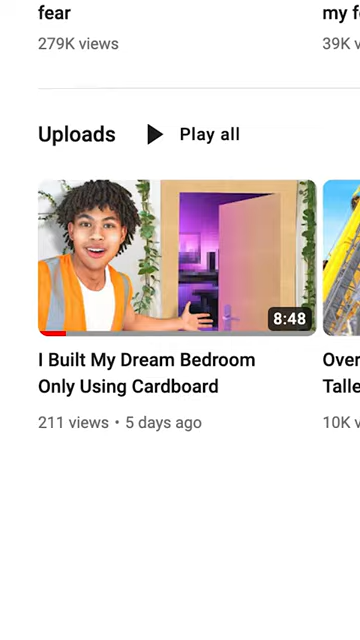 fear
my f
279K views
39K v
Uploads
Play all
8:48
I Built My Dream Bedroom
Only Using Cardboard
Over
Talle
211 views • 5 days ago
10K v